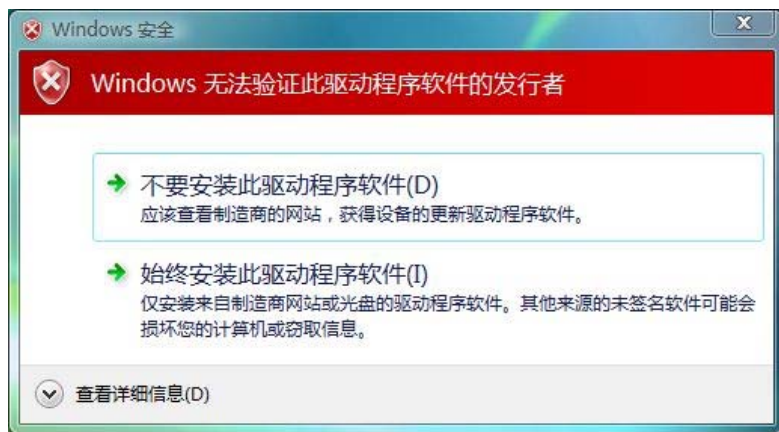 Windows 安全
Windows 无法验证此驱动程序软件的发行者
不要安装此驱动程序软件(D)
应该查看制造商的网站，获得设备的更新驱动程序软件。
始终安装此驱动程序软件(I)
仅安装来自制造商网站或光盘的驱动程序软件。其他来源的未签名软件可能会
损坏您的计算机或窃取信息。
查看详细信息(D)